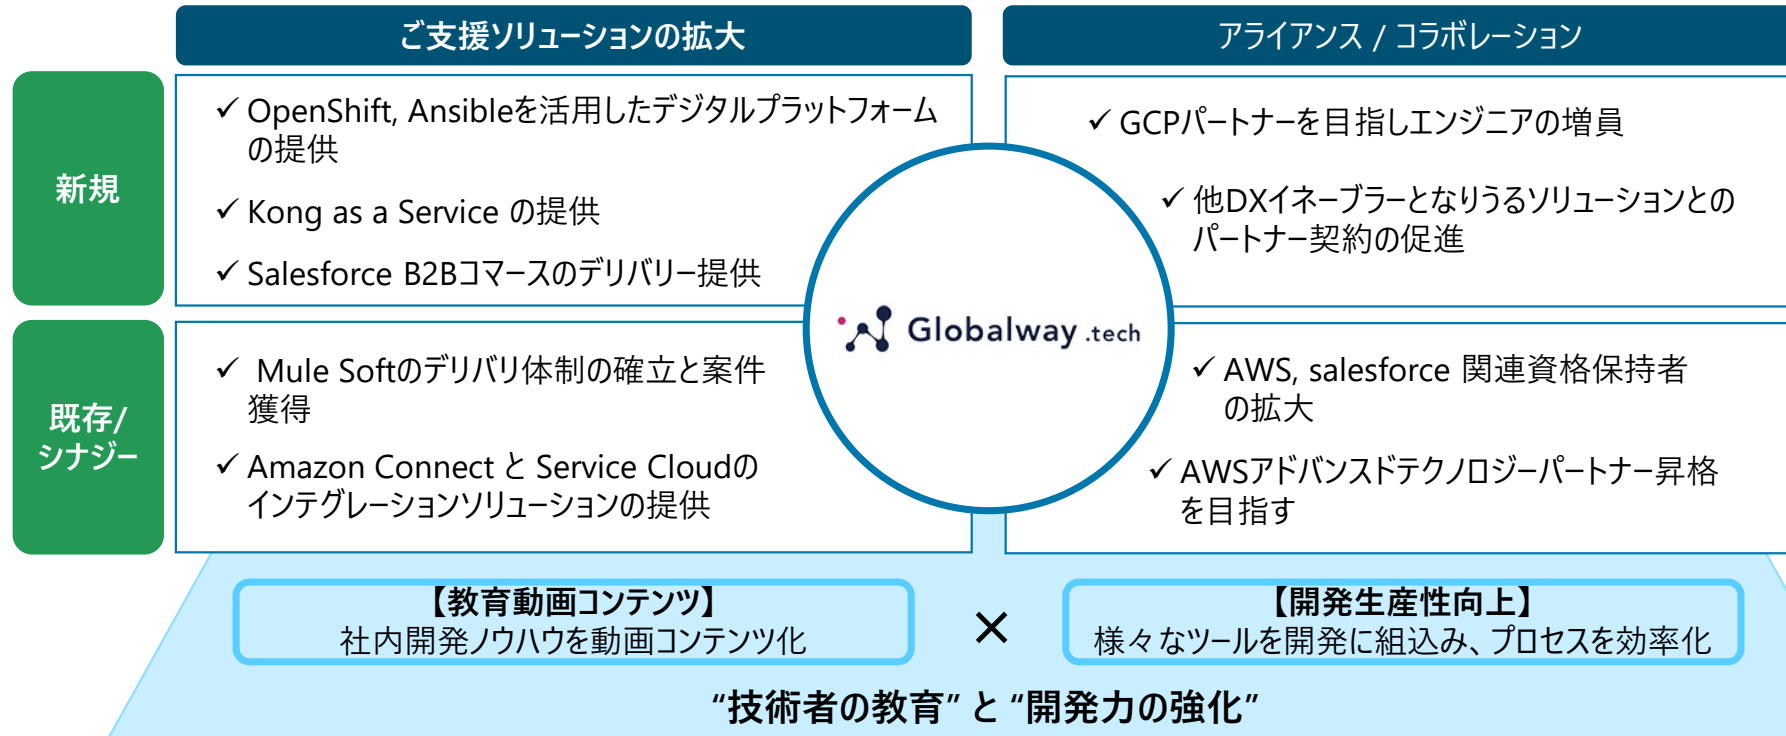 ご支援ソリューションの拡大
アライアンス / コラボレーション
新規
✓ OpenShift, Ansibleを活用したデジタルプラットフォーム
の提供
✓ Kong as a Service の提供
✓ Salesforce B2Bコマースのデリバリー提供
✓ GCPパートナーを目指しエンジニアの増員
✓ 他DXイネーブラーとなりうるソリューションとの
パートナー契約の促進
Globalway.tech
既存/
シナジー
✓ Mule Softのデリバリ体制の確立と案件
獲得
✓ Amazon Connect と Service Cloudの
インテグレーションソリューションの提供
✓ AWS, salesforce 関連資格保持者
の拡大
✓ AWSアドバンスドテクノロジーパートナー昇格
を目指す
【教育動画コンテンツ】
社内開発ノウハウを動画コンテンツ化
×
【開発生産性向上】
様々なツールを開発に組込み、プロセスを効率化
“技術者の教育” と “開発力の強化”